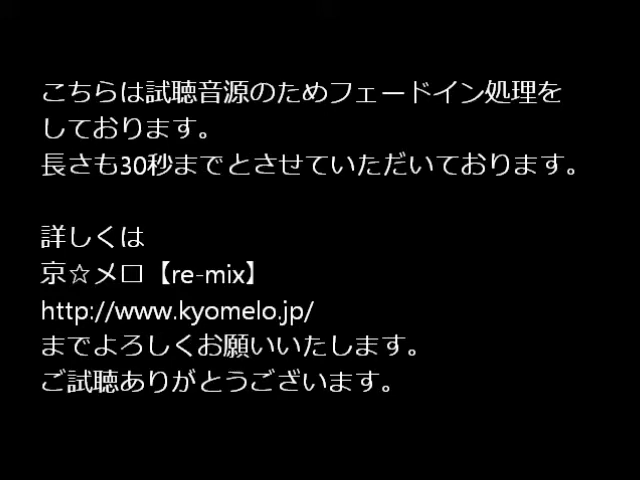 こちらは試聴音源のためフェードイン処理を
しております。
長さも30秒までとさせていただいております。
詳しくは
京☆メロ【re-mix】
http://www.kyomelo.jp/
までよろしくお願いいたします。
ご試聴ありがとうございます。